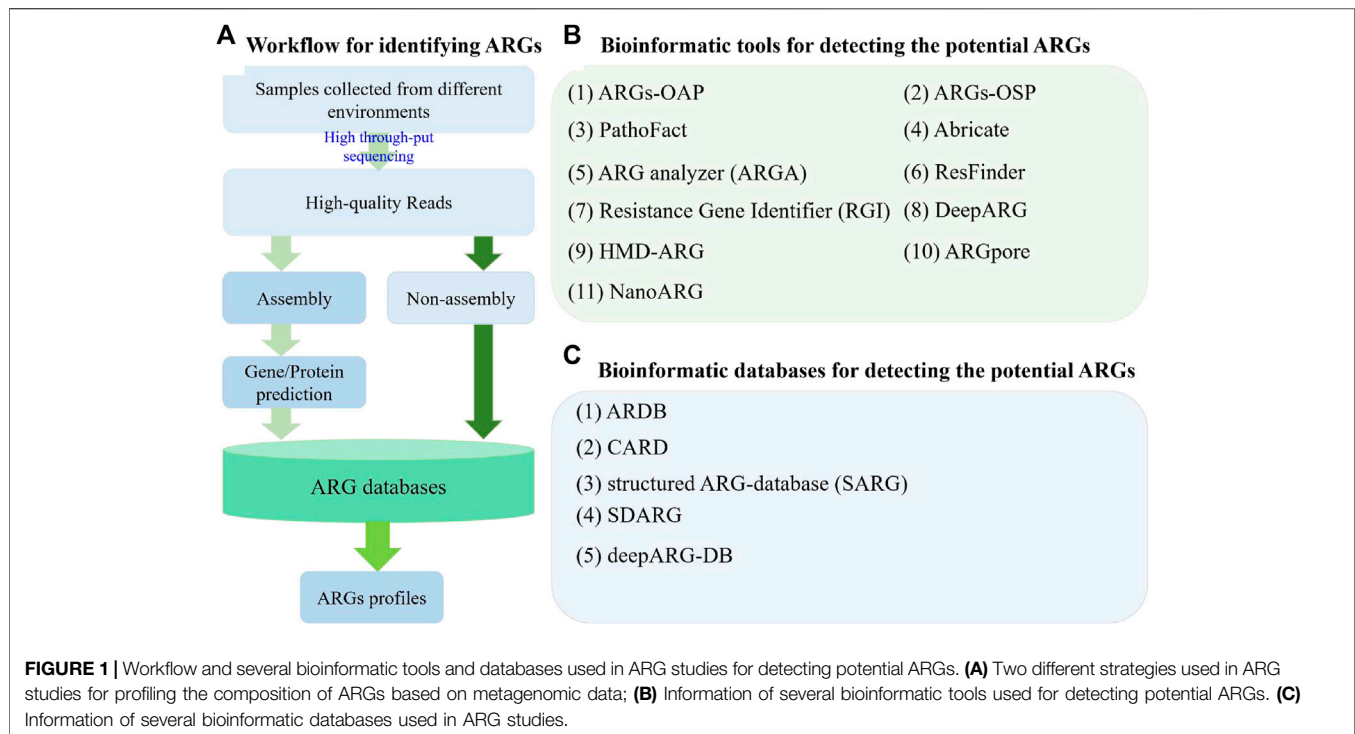 A Workflow for identifying ARGs
Samples collected from different
environments
High through-put
sequencing
High-quality Reads
Assembly
Non-assembly
Gene/Protein
prediction
ARG databases
ARGs profiles
B Bioinformatic tools for detecting the potential ARGs
(1) ARGs-OAP
(2) ARGs-OSP
(3) PathoFact
(4) Abricate
(5) ARG analyzer (ARGA)
(6) ResFinder
(7) Resistance Gene Identifier (RGI)
(8) DeepARG
(9) HMD-ARG
(10) ARGpore
(11) NanoARG
C Bioinformatic databases for detecting the potential ARGs
(1) ARDB
(2) CARD
(3) structured ARG-database (SARG)
(4) SDARG
(5) deepARG-DB
FIGURE 1 | Workflow and several bioinformatic tools and databases used in ARG studies for detecting potential ARGs. (A) Two different strategies used in ARG
studies for profiling the composition of ARGs based on metagenomic data; (B) Information of several bioinformatic tools used for detecting potential ARGs. (C)
Information of several bioinformatic databases used in ARG studies.